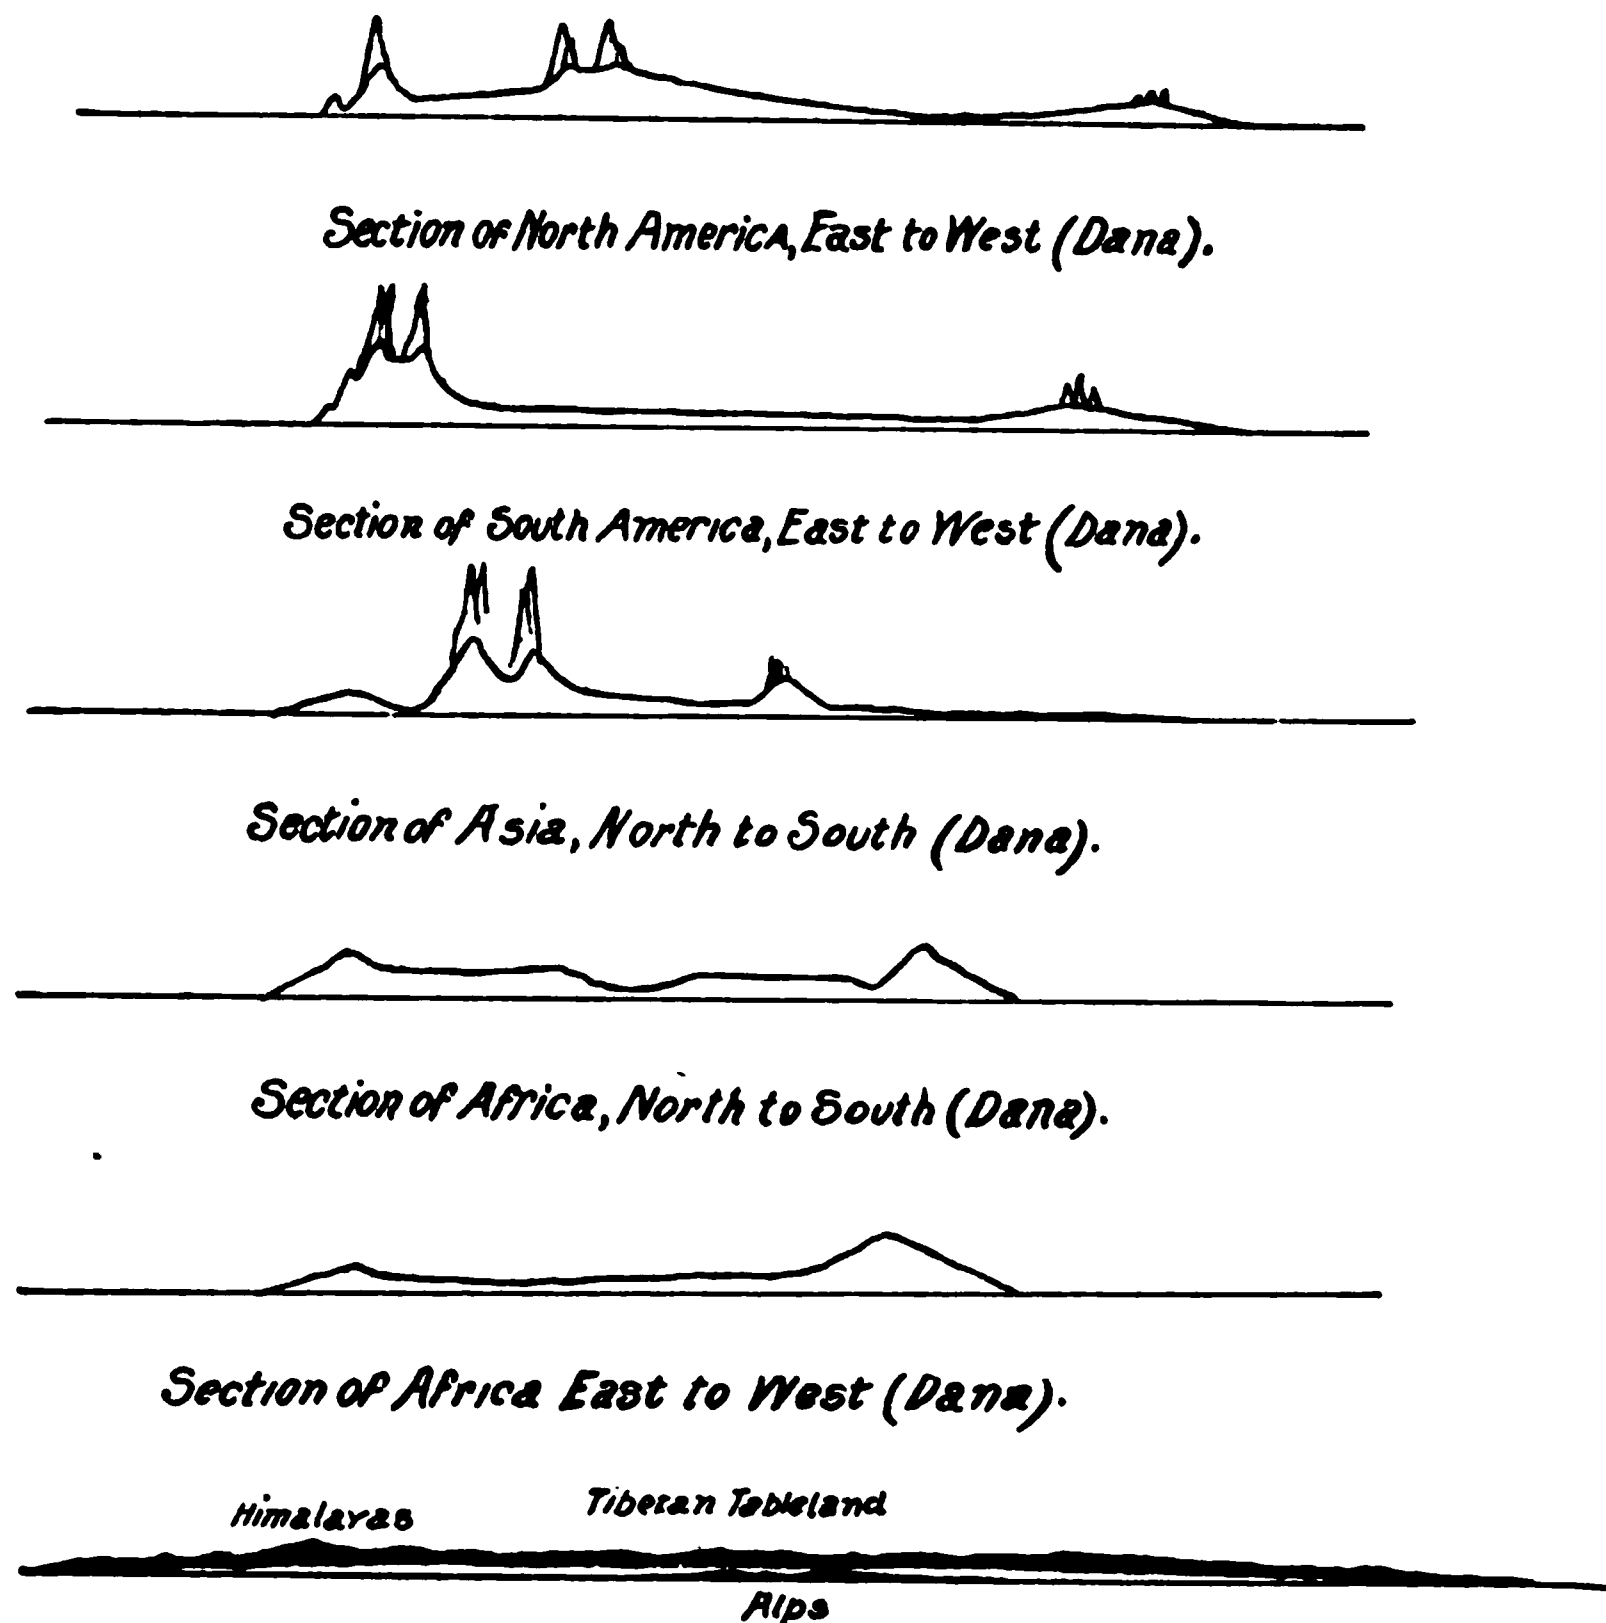 Section of North America, East to West (Dana).
Section of South America, East to West (Dana).
Section of Asia, North to South (Dana).
Section of Africa, North to South (Dana).
Section of Africa East to West (Dana).
Himalayas
Tibetan Tableland
Alps